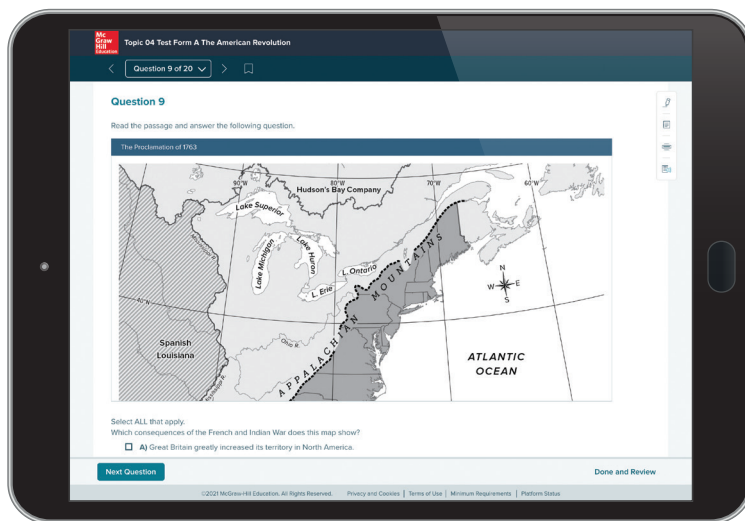 Mc
Graw
Hill
Education
Topic 04 Test Form A The American Revolution
Question 9 of 20
Question 9
Read the passage and answer the following question.
The Proclamation of 1763
90°W
80°W
70°W
60°W
Hudson's Bay Company
Lake Superior
Mississippi R.
Lake Michigan
Lake Huron
L. Ontario
L. Erie
APPALACHIAN MOUNTAINS
N
W
E
S
40°N
Ohio R.
Spanish
Louisiana
Mississippi R.
ATLANTIC
OCEAN
Select ALL that apply.
Which consequences of the French and Indian War does this map show?
A) Great Britain greatly increased its territory in North America.
Next Question
Done and Review
©2021 McGraw-Hill Education. All Rights Reserved. Privacy and Cookies | Terms of Use | Minimum Requirements | Platform Status